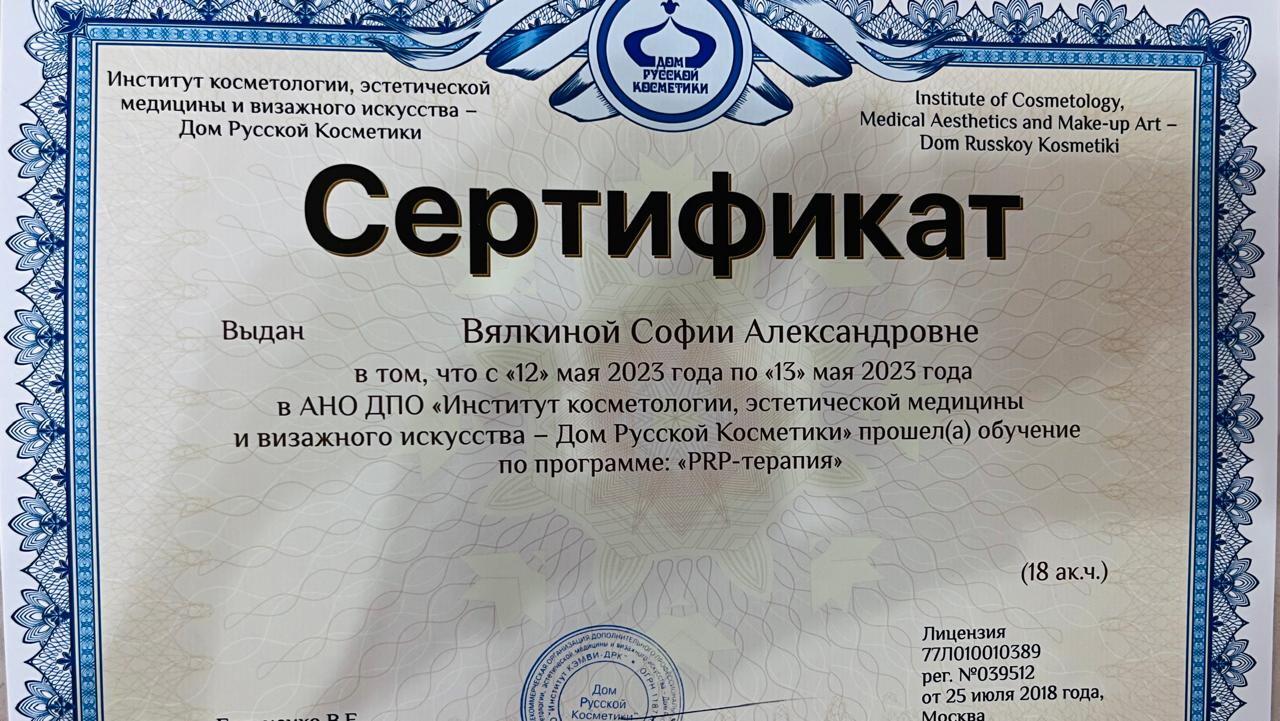 ДОМ
РУССКОЙ
КОСМЕТИКИ
Институт косметологии, эстетической
медицины и визажного искусства –
Дом Русской Косметики
Institute of Cosmetology,
Medical Aesthetics and Make-up Art –
Dom Russkoy Kosmetiki
Сертификат
Выдан Вялкиной Софии Александровне
в том, что с «12» мая 2023 года по «13» мая 2023 года
в АНО ДПО «Институт косметологии, эстетической медицины
и визажного искусства – Дом Русской Косметики» прошел(а) обучение
по программе: «PRP-терапия»
(18 ак.ч.)
Лицензия
77Л010010389
рег. №039512
от 25 июля 2018 года,
Москва
Дом
Русской
Косметики